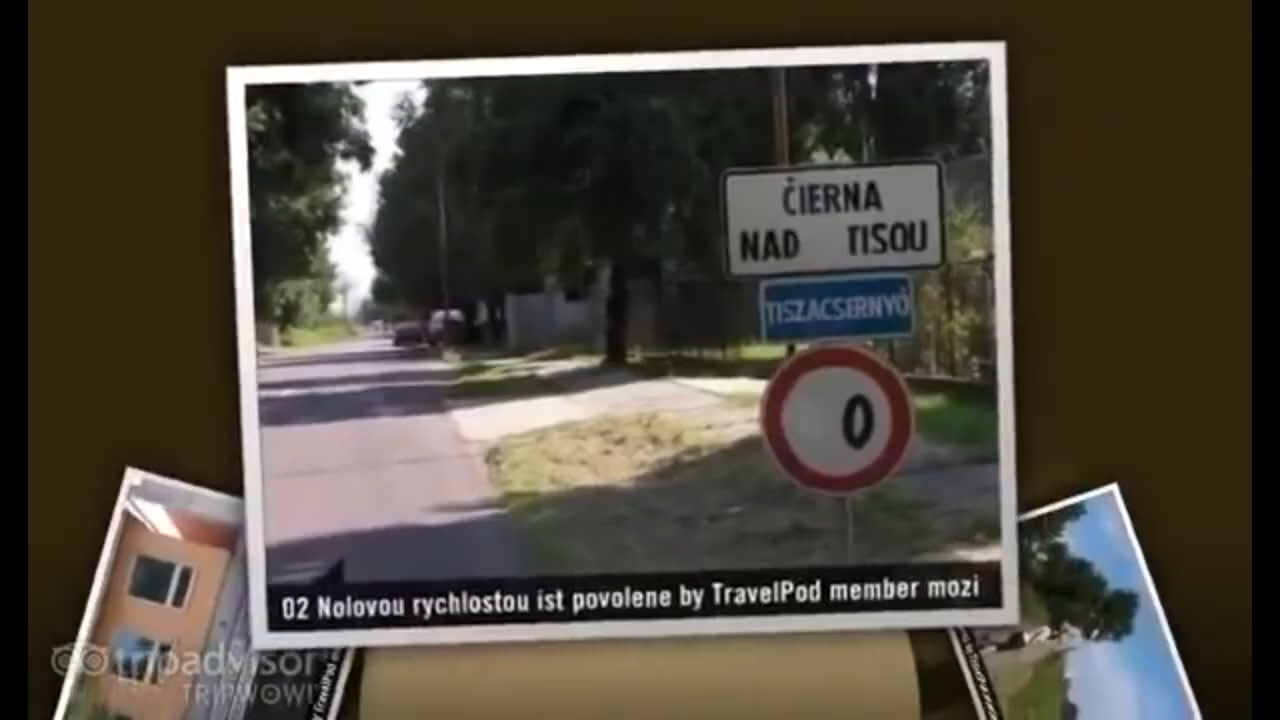 ČIERNA
NAD TISOU
TISZACSERNYŐ
0
02 Nolovou rychlostou ist povolene by TravelPod member mozi
tripadvisor
TRIPWOW!